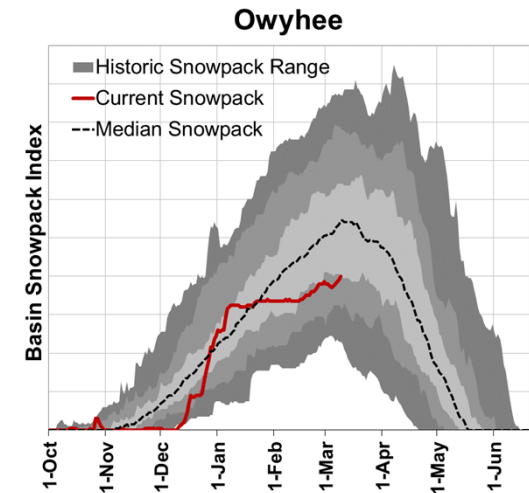 Owyhee
Historic Snowpack Range
Current Snowpack
Median Snowpack
Basin Snowpack Index
1-Oct
1-Nov
1-Dec
1-Jan
1-Feb
1-Mar
1-Apr
1-May
1-Jun